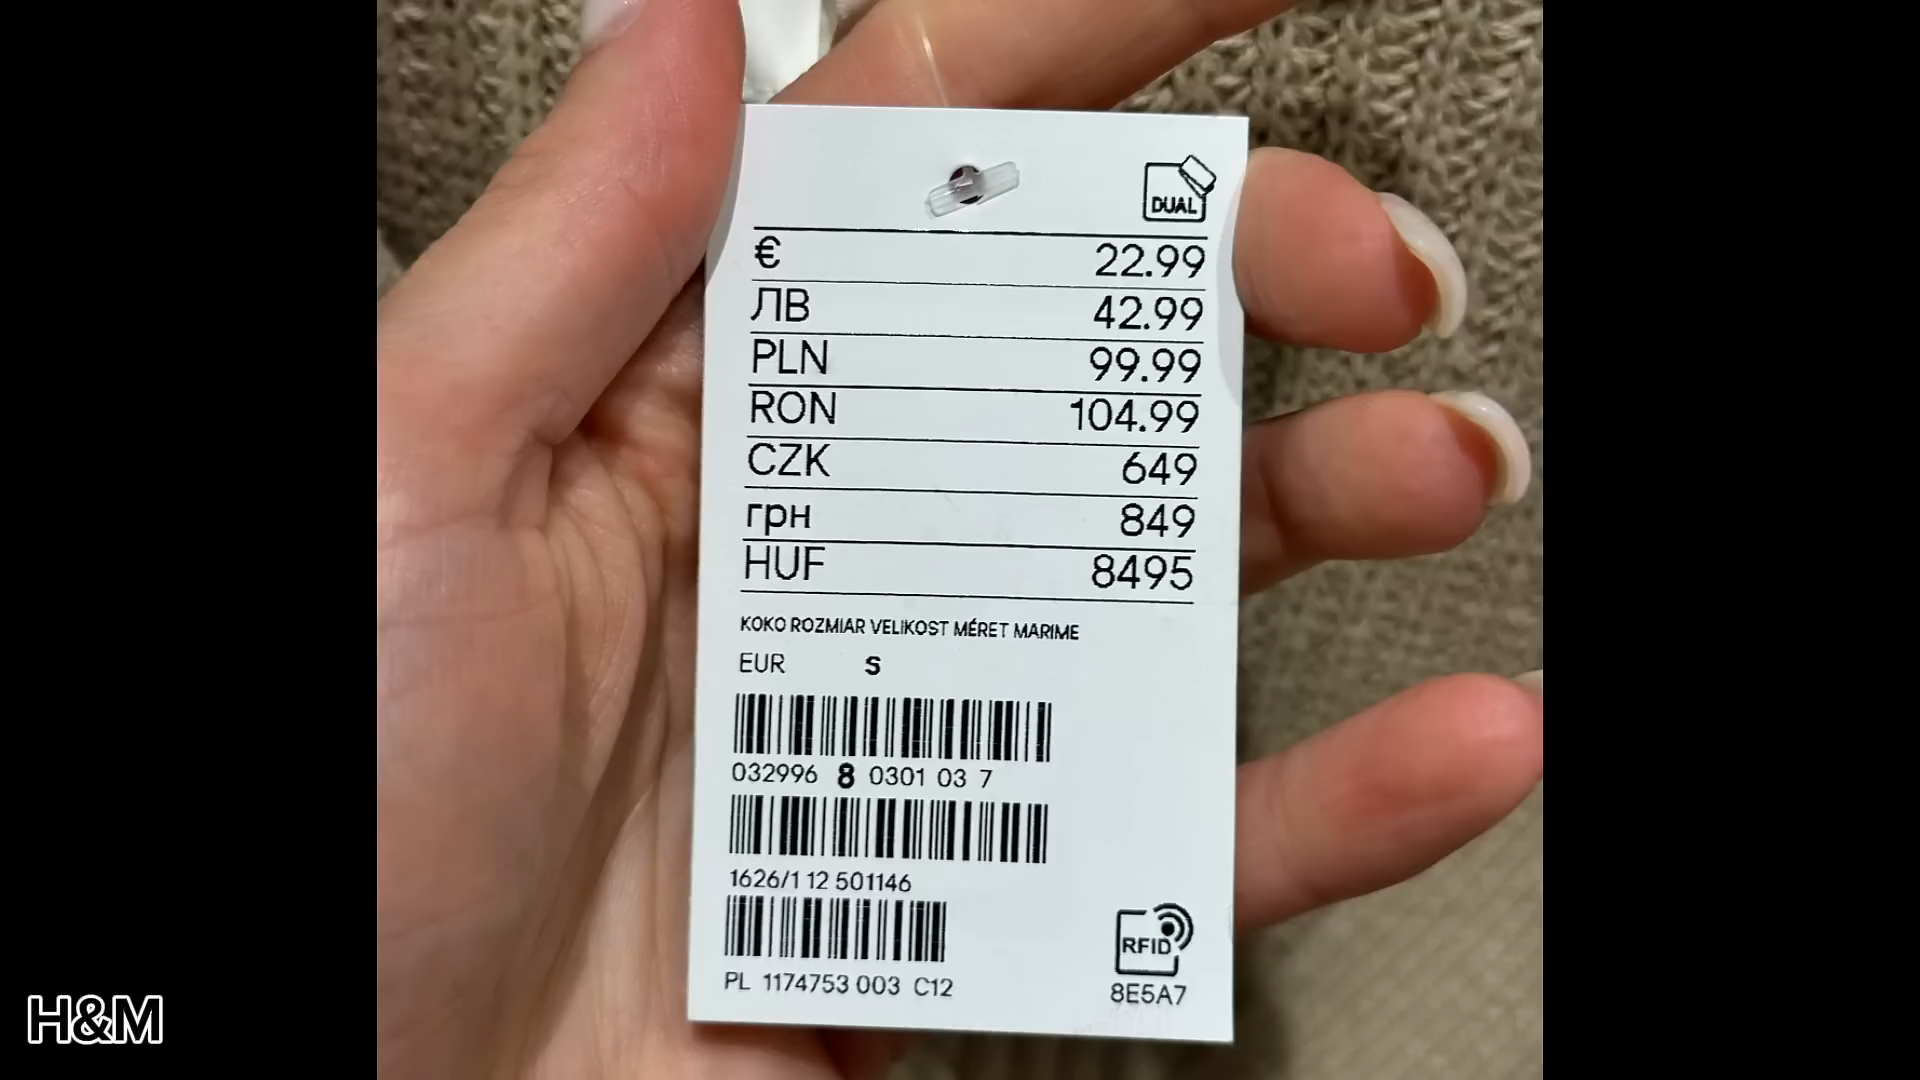 DUAL
€ 22.99
ЛВ 42.99
PLN 99.99
RON 104.99
CZK 649
грн 849
HUF 8495
KOKO ROZMIAR VELIKOST MÉRET MARIME
EUR S
032996 8 0301 03 7
1626/1 12 501146
RFID
PL 1174753 003 C12
8E5A7
H&M